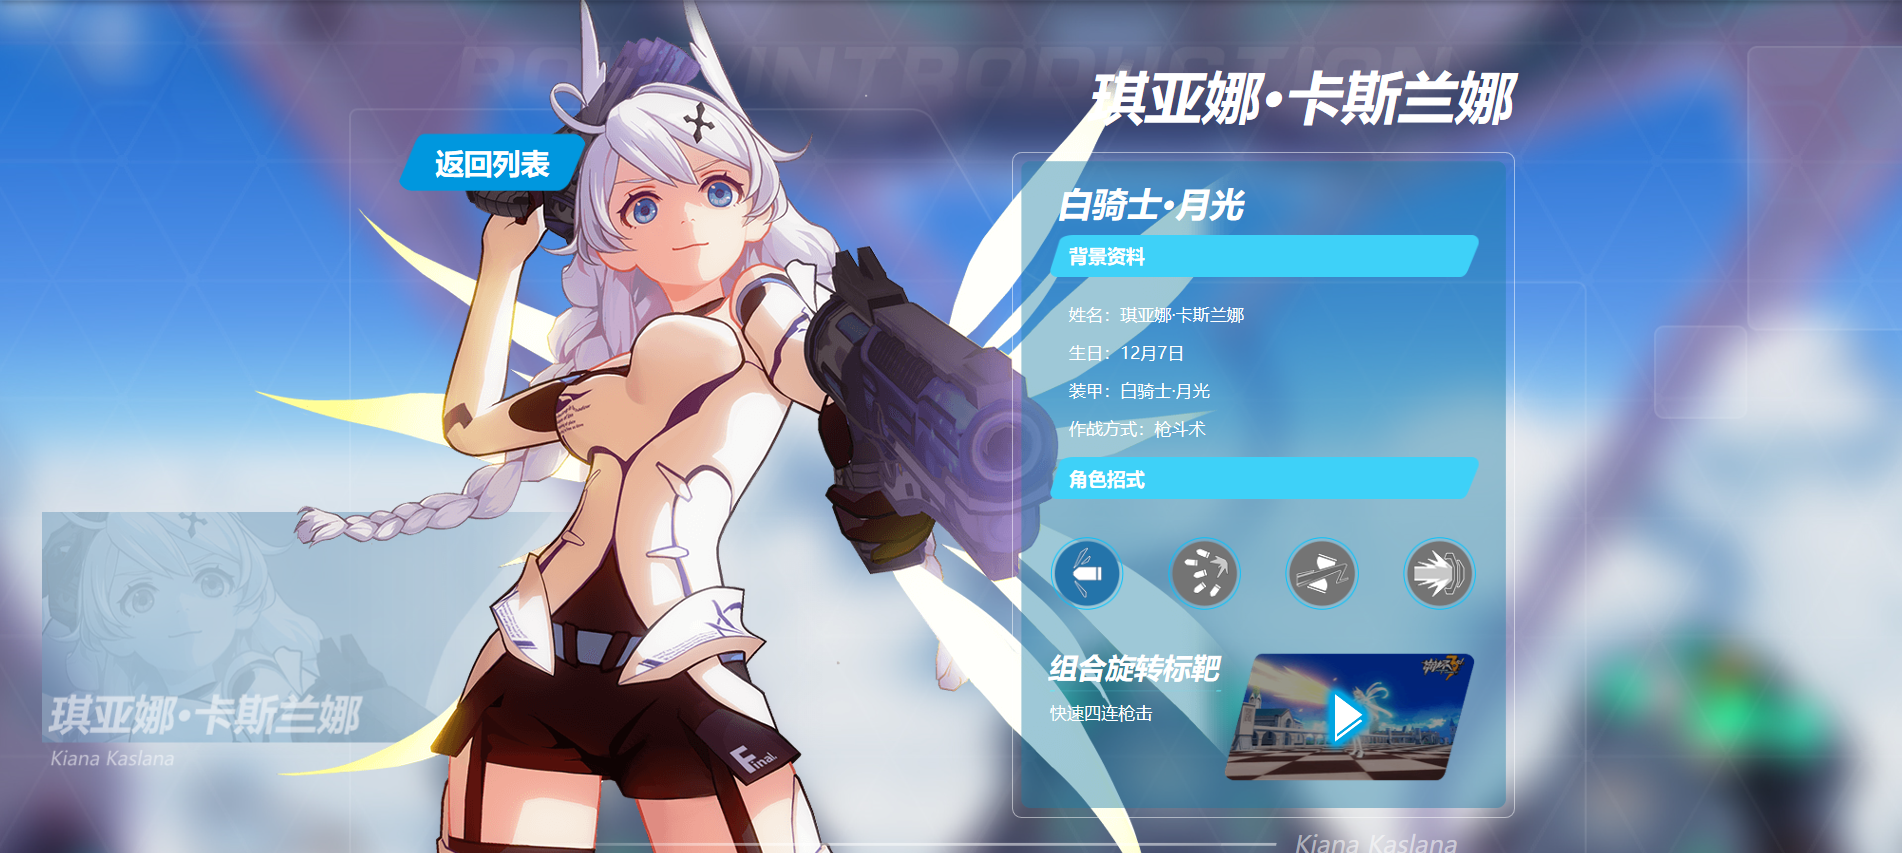 ROLE INTRODUSTION
琪亚娜·卡斯兰娜
返回列表
白骑士·月光
背景资料
姓名：琪亚娜·卡斯兰娜
生日：12月7日
装甲：白骑士·月光
作战方式：枪斗术
角色招式
组合旋转标靶
快速四连枪击
琪亚娜·卡斯兰娜
Kiana Kaslana
Final.
Kiana Kaslana